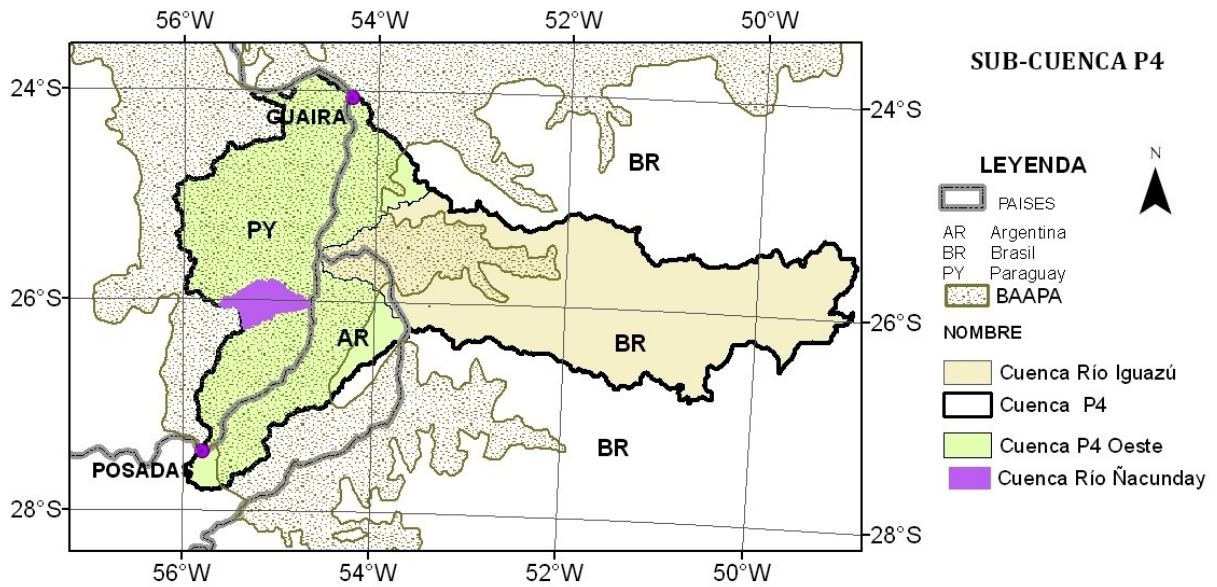 56°W 54°W 52°W 50°W
SUB-CUENCA P4
24°S
24°S
GUAIRA
BR
LEYENDA
N
PAISES
AR Argentina
BR Brasil
PY Paraguay
BAAPA
PY
26°S
26°S
AR
BR
NOMBRE
Cuenca Río Iguazú
Cuenca P4
Cuenca P4 Oeste
Cuenca Río Ñacunday
BR
POSADAS
28°S
28°S
56°W 54°W 52°W 50°W